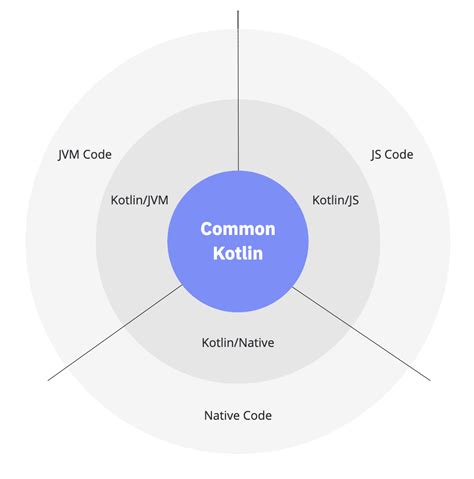 JVM Code
JS Code
Kotlin/JVM
Kotlin/JS
Common
Kotlin
Kotlin/Native
Native Code